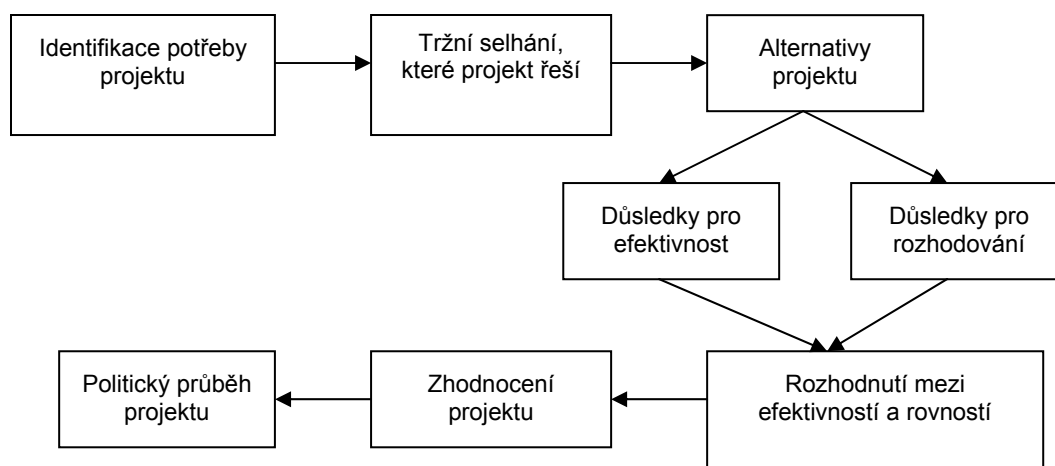 Identifikace potřeby
projektu
Tržní selhání,
které projekt řeší
Alternativy
projektu
Důsledky pro
efektivnost
Důsledky pro
rozhodování
Rozhodnutí mezi
efektivností a rovností
Zhodnocení
projektu
Politický průběh
projektu